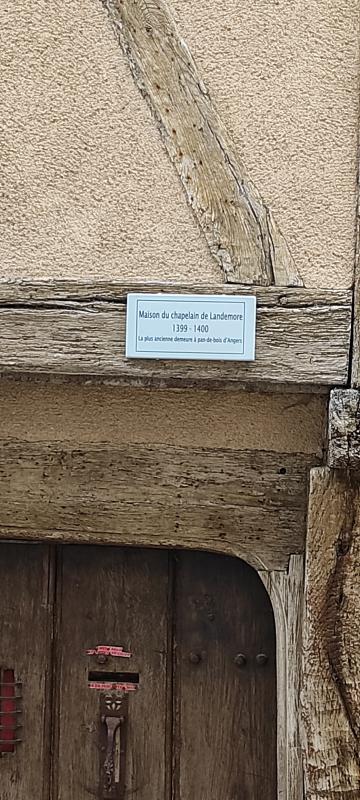 Maison du chapelain de Landemore
1399 - 1400
La plus ancienne demeure à pan-de-bois d'Angers